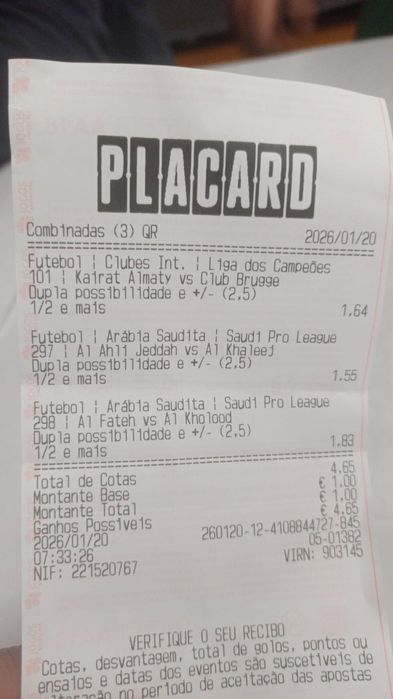 PLACARD
Combinadas (3) QR 2026/01/20
Futebol ¦ Clubes Int. ¦ Liga dos Campeões
101 ¦ Kairat Almaty vs Club Brugge
Dupla possibilidade e +/- (2,5)
1/2 e mais 1,64
Futebol ¦ Arábia Saudita ¦ Saudi Pro League
297 ¦ Al Ahli Jeddah vs Al Khaleej
Dupla possibilidade e +/- (2,5)
1/2 e mais 1,55
Futebol ¦ Arábia Saudita ¦ Saudi Pro League
298 ¦ Al Fateh vs Al Kholood
Dupla possibilidade e +/- (2,5)
1/2 e mais 1,83
Total de Cotas 4,65
Montante Base € 1,00
Montante Total € 1,00
Ganhos Possíveis € 4,65
2026/01/20 260120-12-4108844727-845
07:33:26 05-01382
NIF: 221520767 VIRN: 903145
VERIFIQUE O SEU RECIBO
Cotas, desvantagem, total de golos, pontos ou
ensaios e datas dos eventos são suscetíveis de
alteração no período de aceitação das apostas